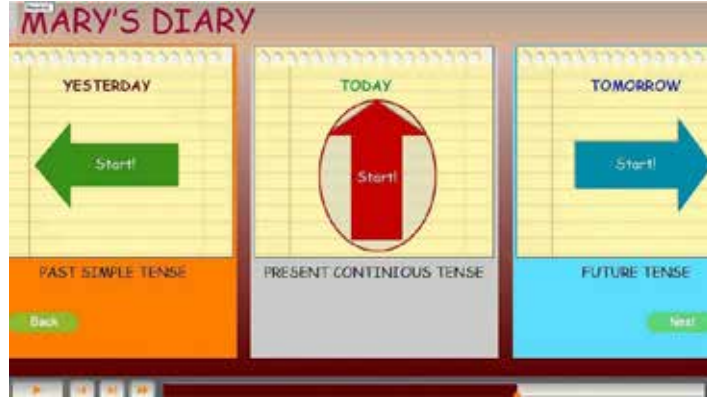 MARY'S DIARY
YESTERDAY
Start!
PAST SIMPLE TENSE
Back
TODAY
Start!
PRESENT CONTINIOUS TENSE
TOMORROW
Start!
FUTURE TENSE
Next